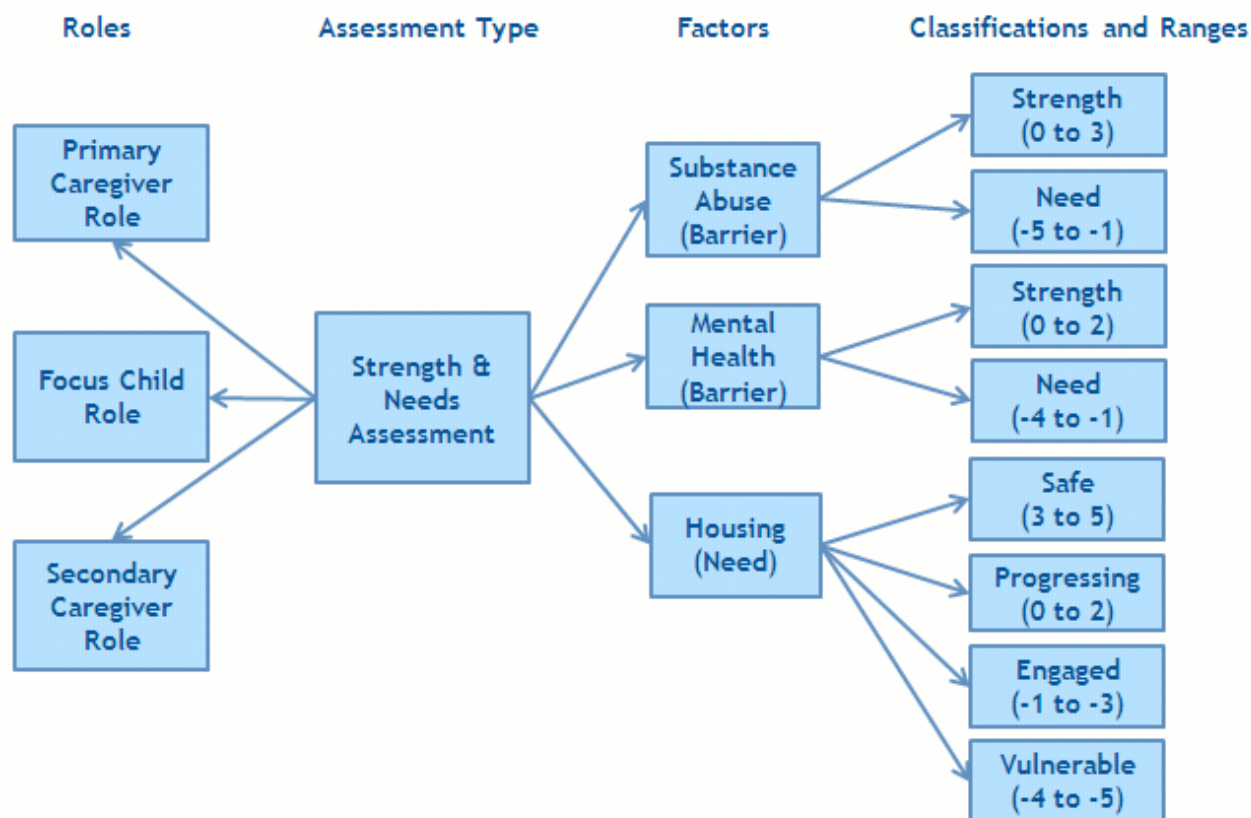 Roles
Assessment Type
Factors
Classifications and Ranges
Primary
Caregiver
Role
Focus Child
Role
Secondary
Caregiver
Role
Strength &
Needs
Assessment
Substance
Abuse
(Barrier)
Mental
Health
(Barrier)
Housing
(Need)
Strength
(0 to 3)
Need
(-5 to -1)
Strength
(0 to 2)
Need
(-4 to -1)
Safe
(3 to 5)
Progressing
(0 to 2)
Engaged
(-1 to -3)
Vulnerable
(-4 to -5)